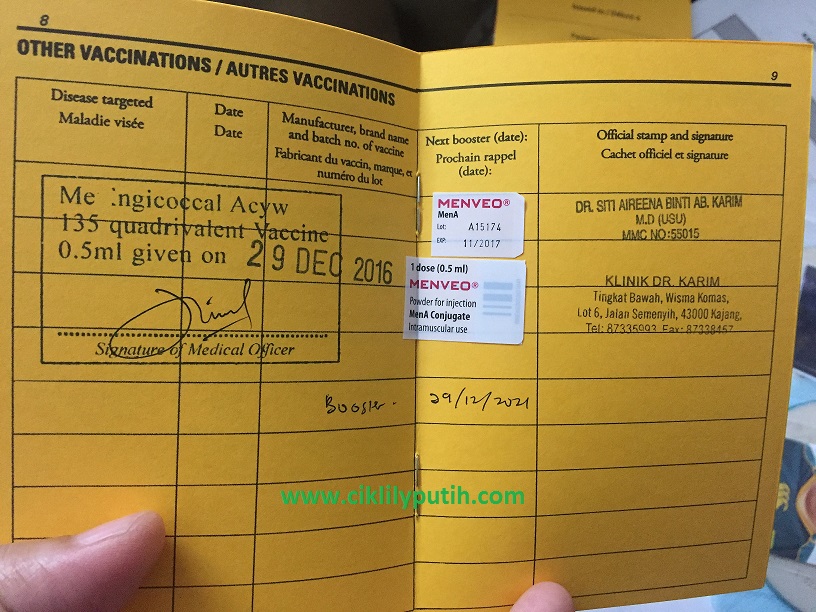 8
OTHER VACCINATIONS / AUTRES VACCINATIONS
Disease targeted
Maladie visée
Date
Date
Manufacturer, brand name
and batch no. of vaccine
Fabricant du vaccin, marque, et
numéro du lot
Me ngicoccal Acyw
135 quadrivalent Vaccine
0.5ml given on 29 DEC 2016
Signature of Medical Officer
Booster.
9
Next booster (date):
Prochain rappel
(date):
Official stamp and signature
Cachet officiel et signature
MENVEO®
MenA
Lot: A15174
EXP: 11/2017
1 dose (0.5 ml)
MENVEO®
Powder for injection
MenA Conjugate
Intramuscular use
DR. SITI AIREENA BINTI AB. KARIM
M.D (USU)
MMC NO:55015
KLINIK DR. KARIM
Tingkat Bawah, Wisma Komas,
Lot 6, Jalan Semenyih, 43000 Kajang,
Tel: 87335993 Fax: 87338457
29/12/2021
www.ciklilyputih.com